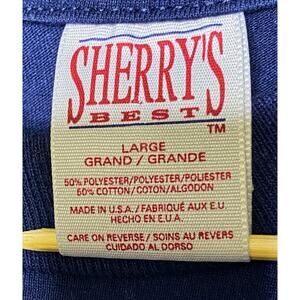 SHERRY'S
BEST
TM
LARGE
GRAND / GRANDE
50% POLYESTER/POLYESTER/POLIESTER
50% COTTON/COTON/ALGODON
MADE IN U.S.A./ FABRIQUÉ AUX E.U
HECHO EN E.U.A.
CARE ON REVERSE / SOINS AU REVERS
CUIDADO AL DORSO